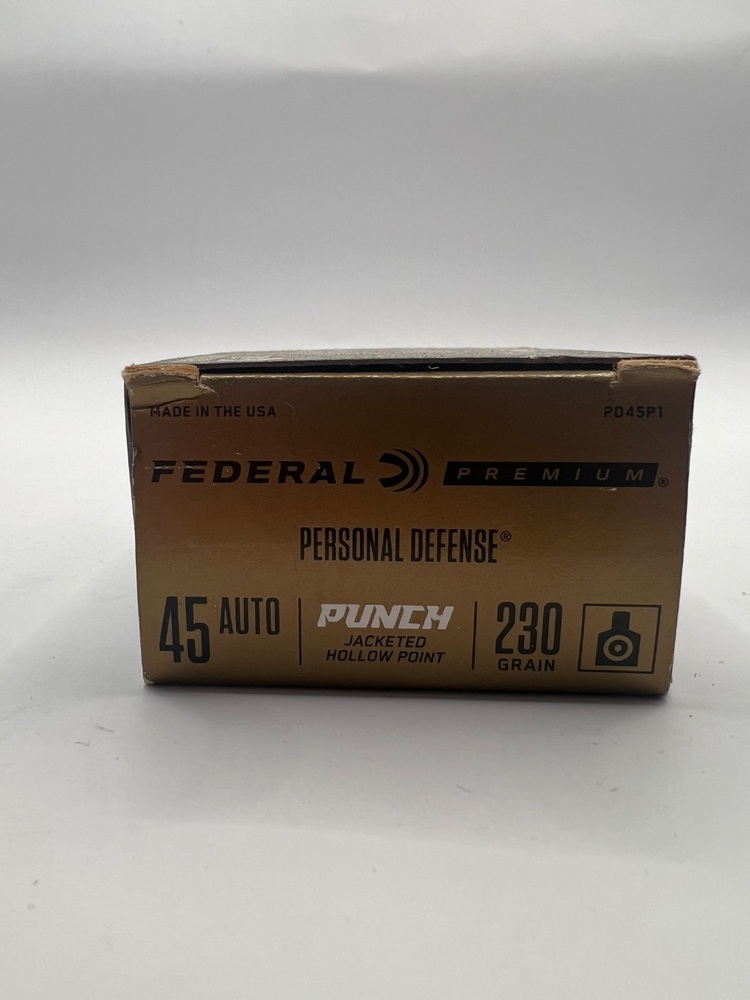 MADE IN THE USA PD45P1
FEDERAL PREMIUM®
PERSONAL DEFENSE®
45 AUTO
PUNCH
JACKETED
HOLLOW POINT
230
GRAIN